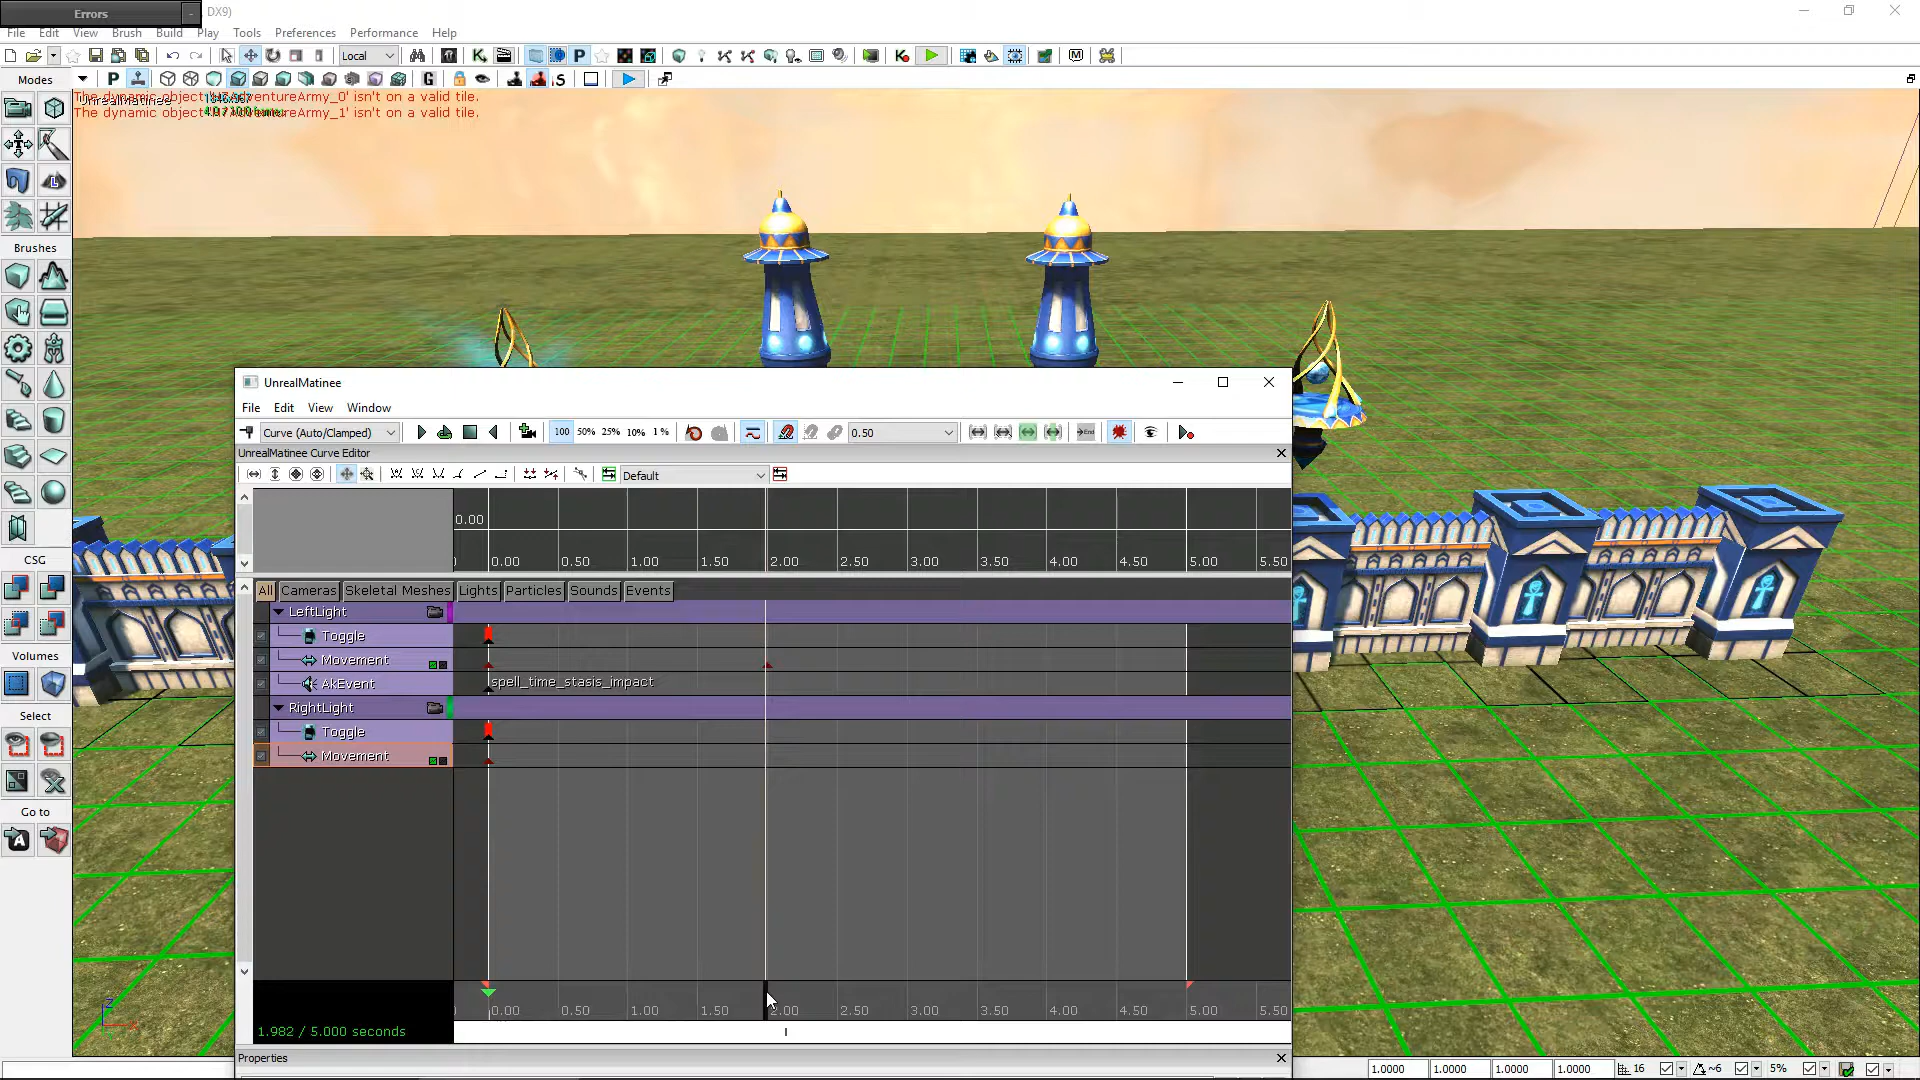 Errors
-
DX9)
File Edit View Brush Build Play Tools Preferences Performance Help
Local
Modes
The dynamic object
AdventureArmy_0' isn't on a valid tile.
The dynamic object
AdventureArmy_1' isn't on a valid tile.
UnrealMatinee
Brushes
CSG
Volumes
Select
Go to
UnrealMatinee
File Edit View Window
Curve (Auto/Clamped)
100 50% 25% 10% 1%
0.50
UnrealMatinee Curve Editor
Default
0.00
0.00 0.50 1.00 1.50 2.00 2.50 3.00 3.50 4.00 4.50 5.00 5.50
All Cameras Skeletal Meshes Lights Particles Sounds Events
LeftLight
Toggle
Movement
AkEvent
spell_time_stasis_impact
RightLight
Toggle
Movement
0.00 0.50 1.00 1.50 2.00 2.50 3.00 3.50 4.00 4.50 5.00 5.50
1.982 / 5.000 seconds
Properties
1.0000 1.0000 1.0000 1.0000 16 ~6 5%